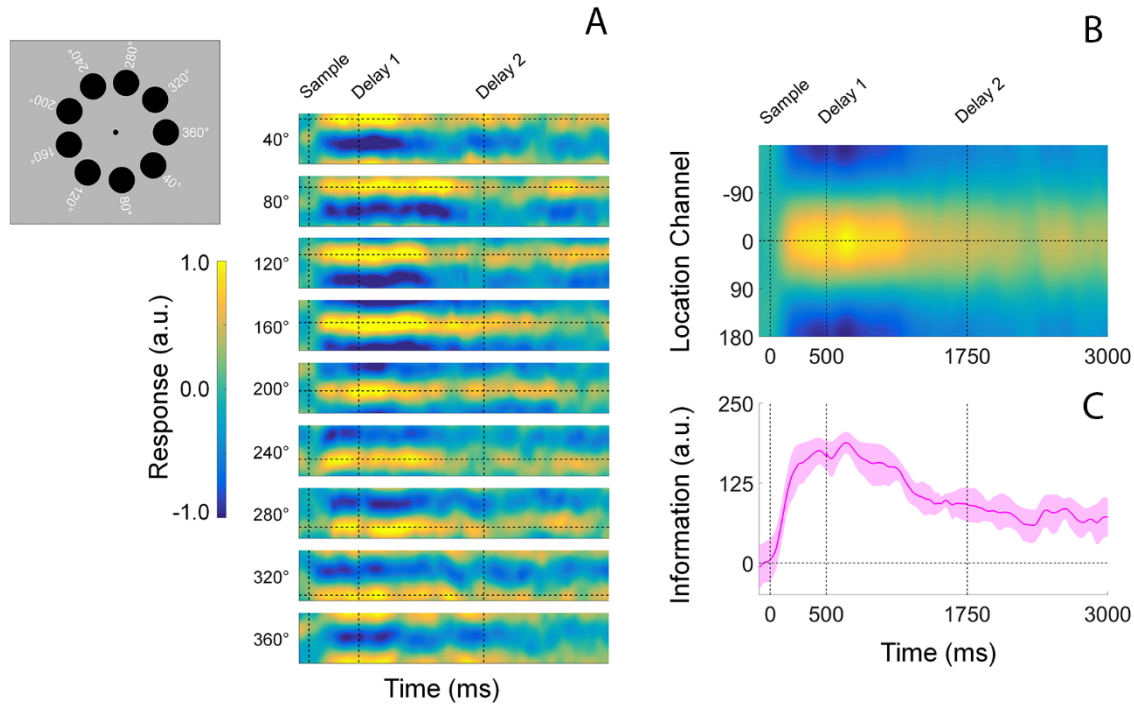 A
B
240°
280°
320°
200°
360°
160°
40°
120°
80°
Sample
Delay 1
Delay 2
40°
80°
120°
160°
200°
240°
280°
320°
360°
Time (ms)
Response (a.u.)
1.0
0.0
-1.0
Sample
Delay 1
Delay 2
Location Channel
-90
0
90
180
0
500
1750
3000
C
Information (a.u.)
250
125
0
0
500
1750
3000
Time (ms)